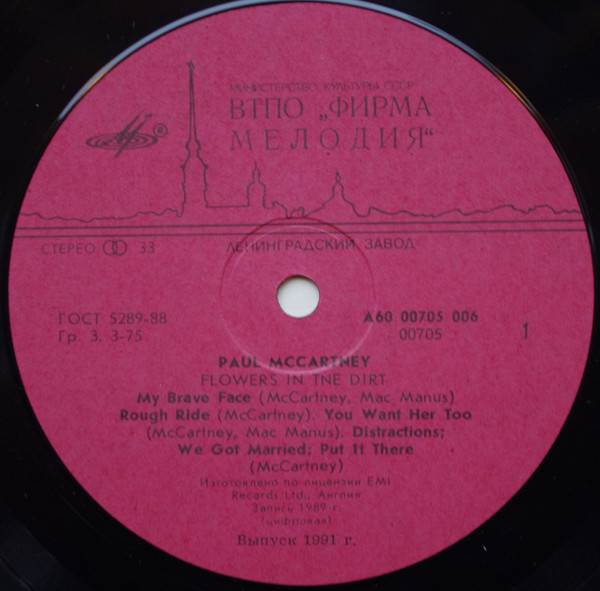 МИНИСТЕРСТВО КУЛЬТУРЫ СССР
ВТПО „ФИРМА
МЕЛОДИЯ“
®
СТЕРЕО 33 ЛЕНИНГРАДСКИЙ ЗАВОД
ГОСТ 5289-88 А60 00705 006
Гр. 3. 3-75 00705 1
PAUL MCCARTNEY
FLOWERS IN TNE DIRT
My Brave Face (McCartney, Mac Manus)
Rough Ride (McCartney). You Want Her Too
(McCartney, Mac Manus). Distractions;
We Got Married; Put It There
(McCartney)
Изготовлено по лицензии EMI
Records Ltd., Англия
Запись 1989 г.
(цифровая)
Выпуск 1991 г.